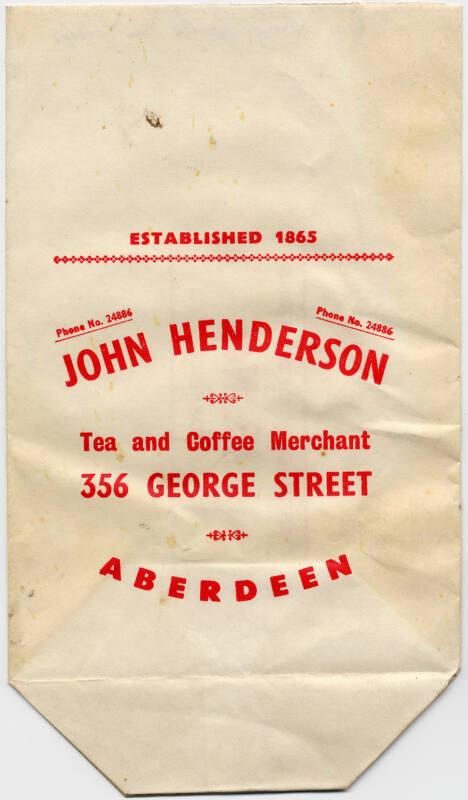 ESTABLISHED 1865
Phone No. 24886
Phone No. 24886
JOHN HENDERSON
Tea and Coffee Merchant
356 GEORGE STREET
ABERDEEN